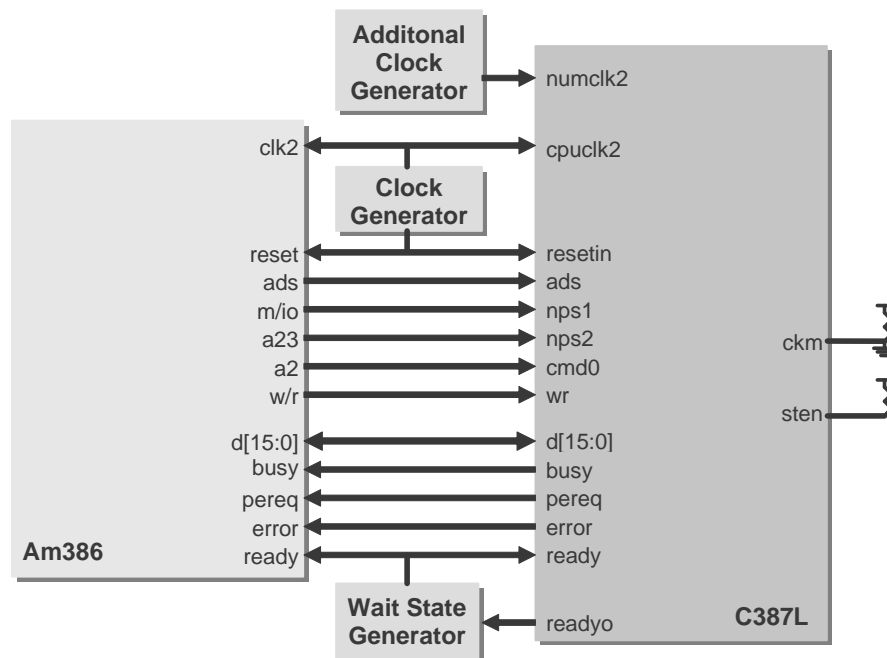 Additonal
Clock
Generator
numclk2
clk2
cpuclk2
Clock
Generator
reset
resetin
ads
ads
m/io
nps1
a23
nps2
a2
cmd0
w/r
wr
ckm
sten
d[15:0]
d[15:0]
busy
busy
pereq
pereq
error
error
Am386
ready
ready
Wait State
Generator
readyo
C387L